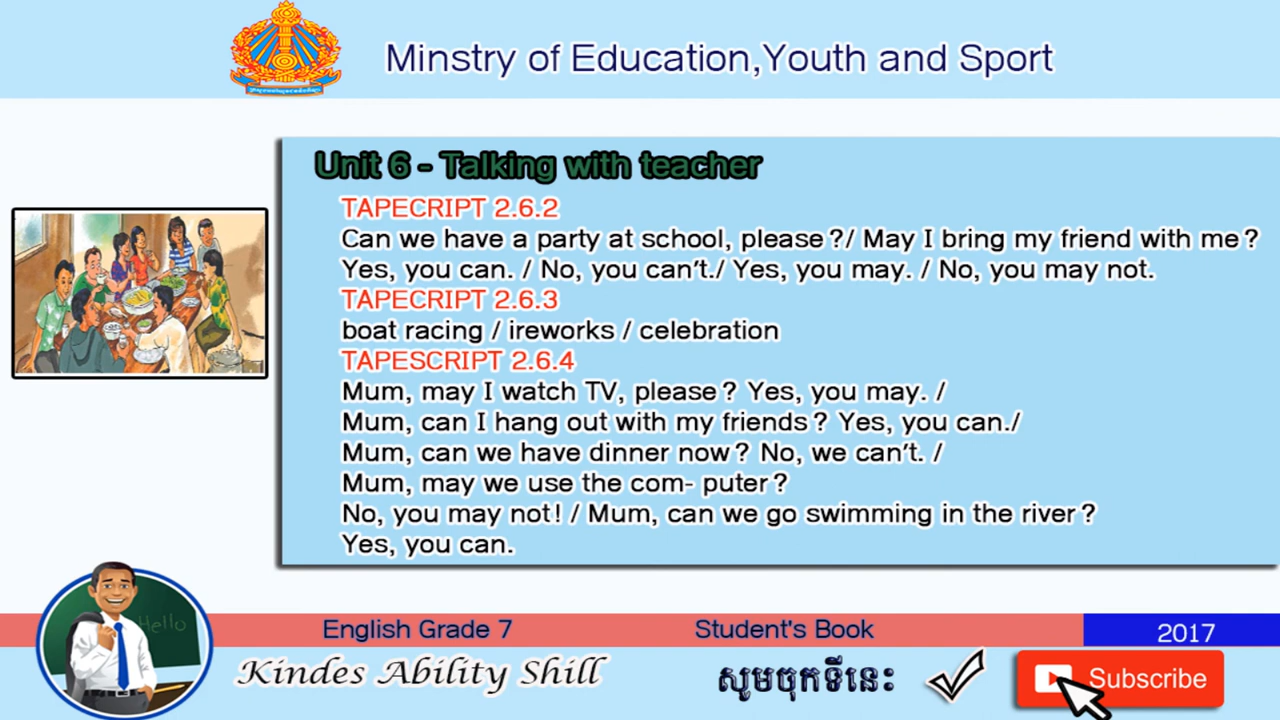 Minstry of Education,Youth and Sport
Unit 6 - Talking with teacher
TAPECRIPT 2.6.2
Can we have a party at school, please ?/ May I bring my friend with me ?
Yes, you can. / No, you can't./ Yes, you may. / No, you may not.
TAPECRIPT 2.6.3
boat racing / ireworks / celebration
TAPESCRIPT 2.6.4
Mum, may I watch TV, please ? Yes, you may. /
Mum, can I hang out with my friends ? Yes, you can./
Mum, can we have dinner now ? No, we can't. /
Mum, may we use the com- puter ?
No, you may not! / Mum, can we go swimming in the river ?
Yes, you can.
Hello
English Grade 7 Student's Book 2017
Kindes Ability Shill សូមចុកទីនេះ Subscribe